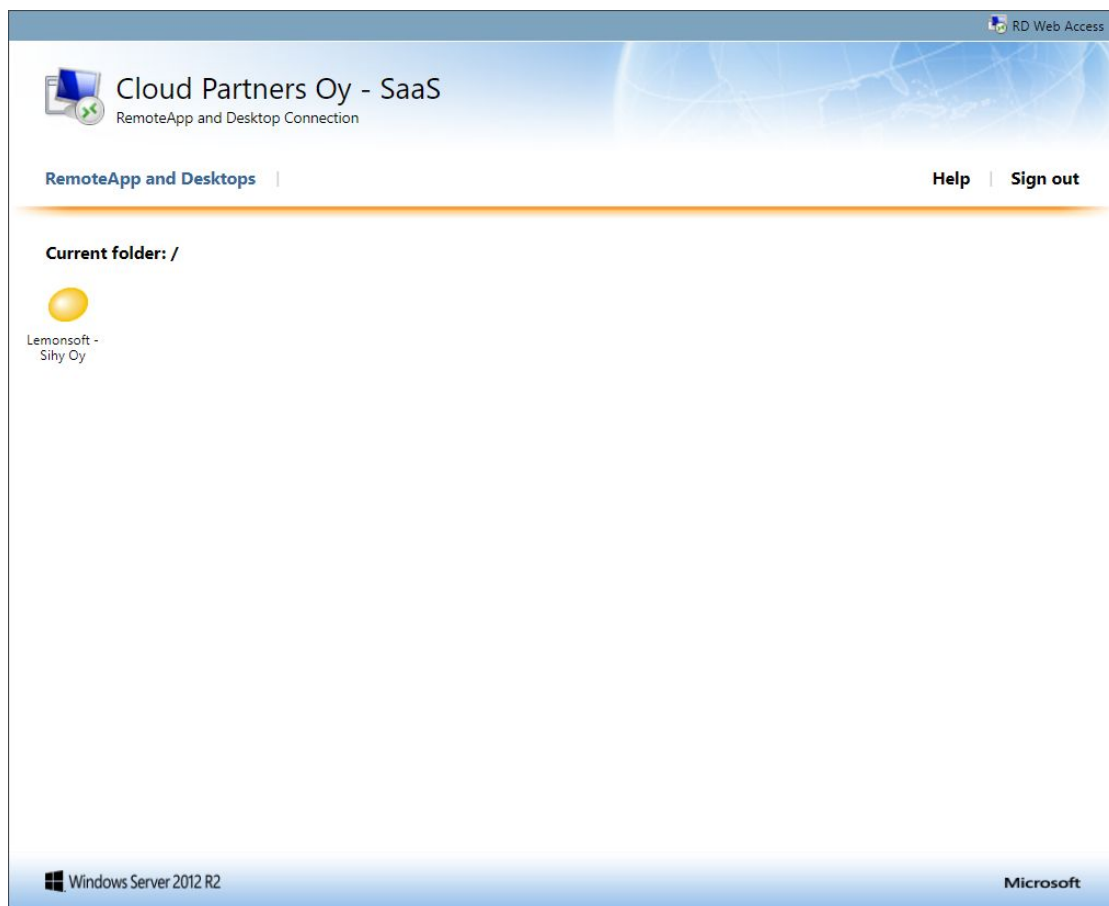 RD Web Access
Cloud Partners Oy - SaaS
RemoteApp and Desktop Connection
RemoteApp and Desktops
Help
Sign out
Current folder: /
Lemonsoft -
Sihy Oy
Windows Server 2012 R2
Microsoft